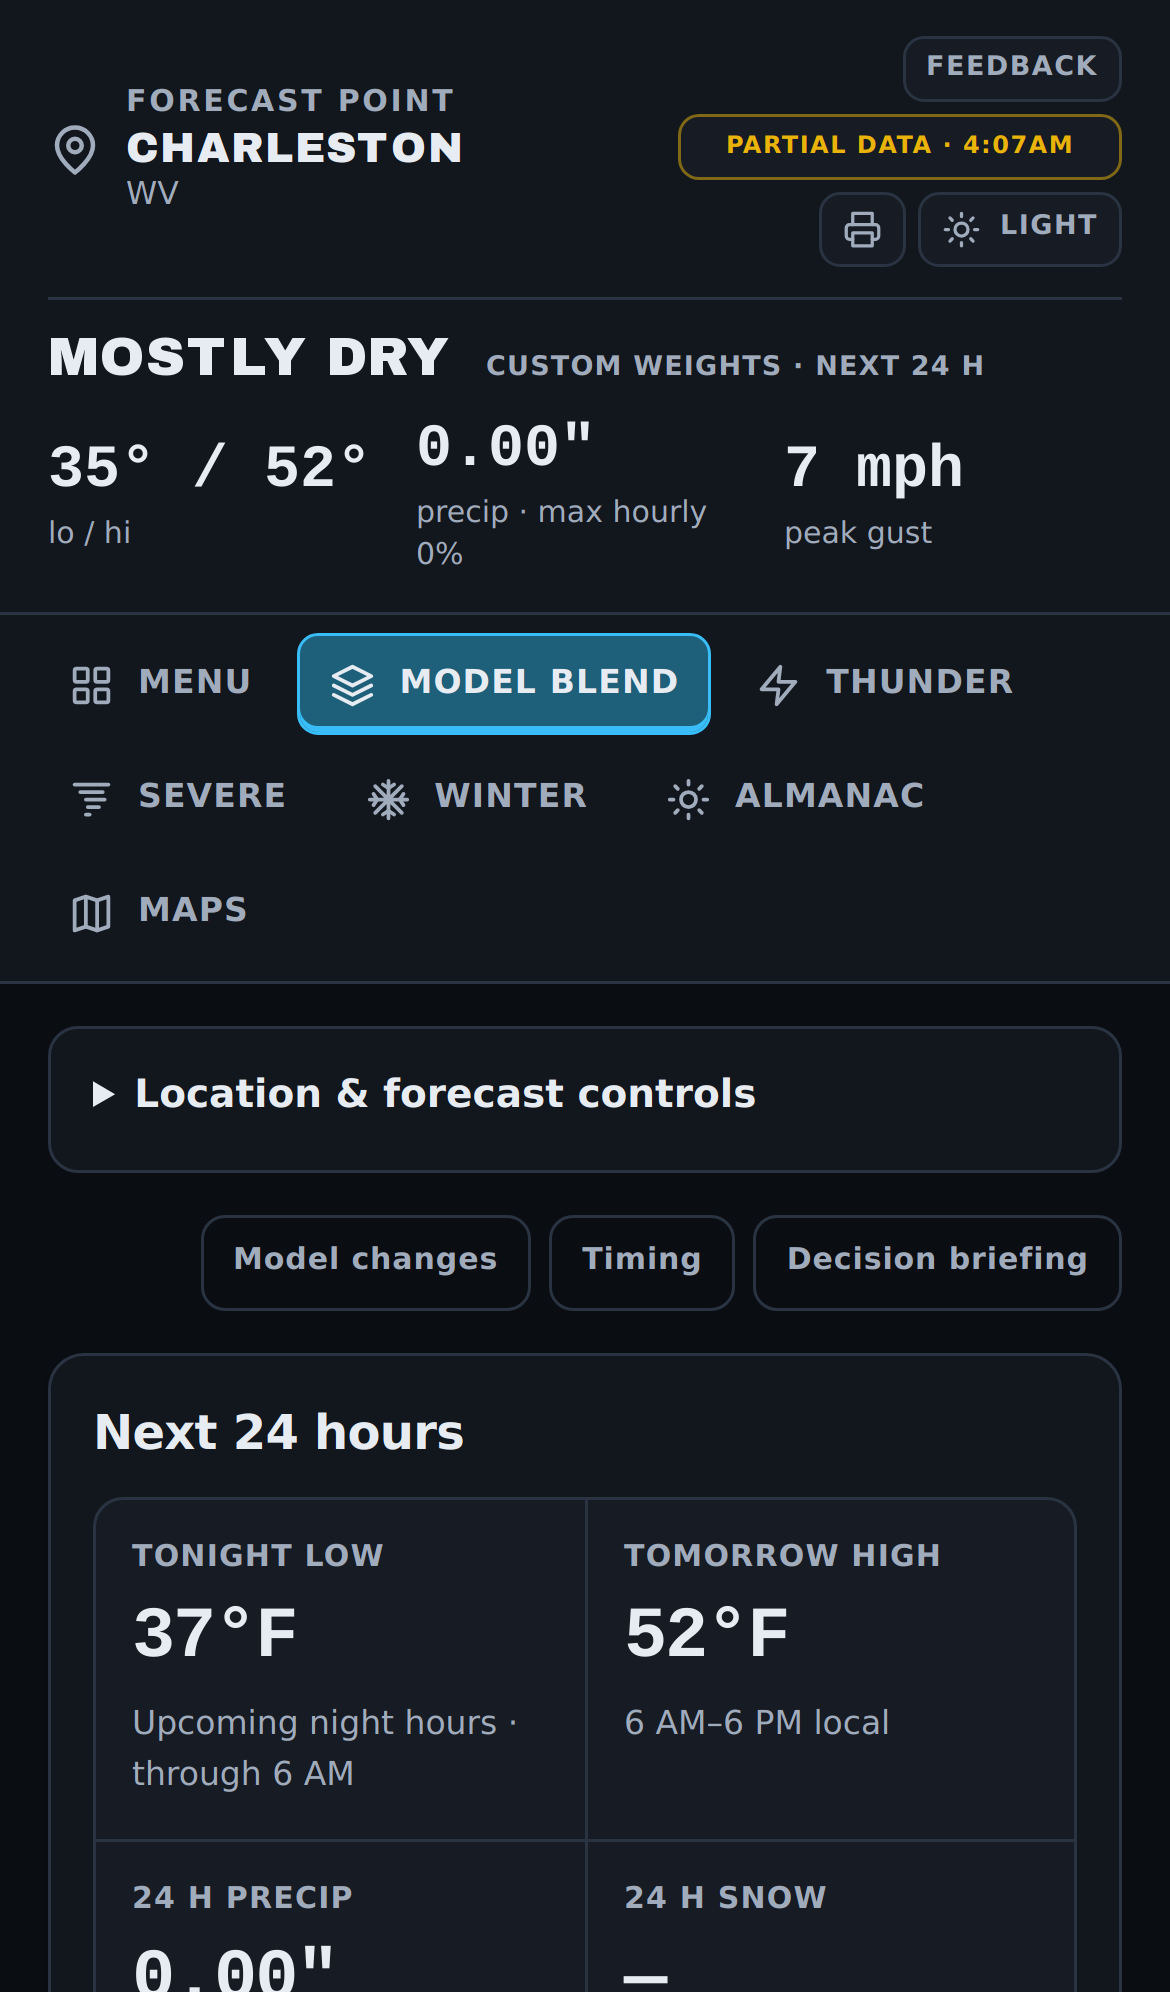 FORECAST POINT
CHARLESTON
WV
FEEDBACK
PARTIAL DATA · 4:07AM
LIGHT
MOSTLY DRY CUSTOM WEIGHTS · NEXT 24 H
35° / 52°
lo / hi
0.00"
precip · max hourly
0%
7 mph
peak gust
MENU
MODEL BLEND
THUNDER
SEVERE
WINTER
ALMANAC
MAPS
Location & forecast controls
Model changes
Timing
Decision briefing
Next 24 hours
TONIGHT LOW
37°F
Upcoming night hours ·
through 6 AM
TOMORROW HIGH
52°F
6 AM–6 PM local
24 H PRECIP
0.00"
24 H SNOW
—